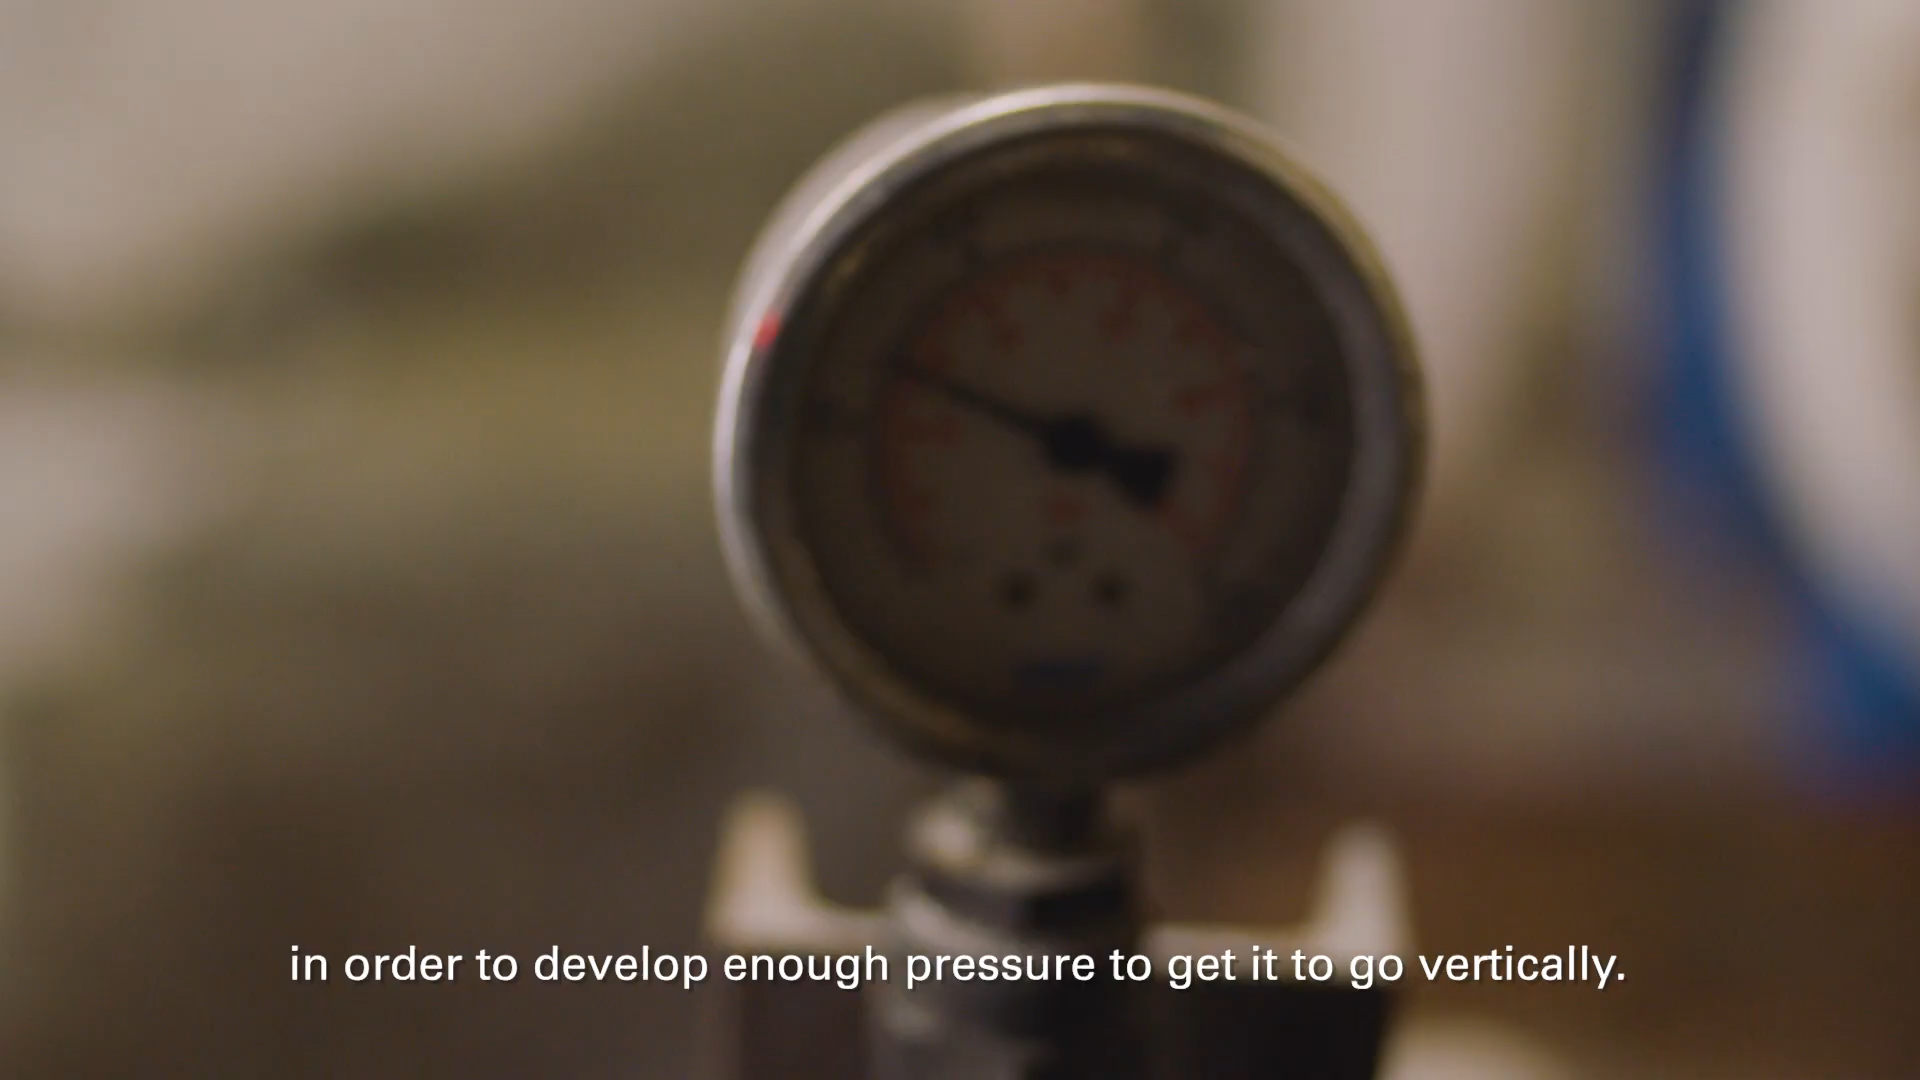 in order to develop enough pressure to get it to go vertically.